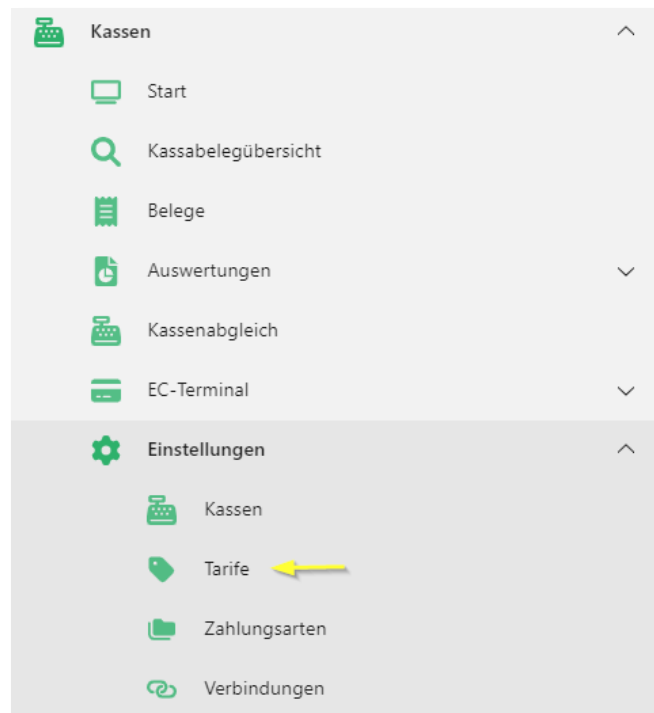 Kassen
Start
Kassabelegübersicht
Belege
Auswertungen
Kassenabgleich
EC-Terminal
Einstellungen
Kassen
Tarife
Zahlungsarten
Verbindungen